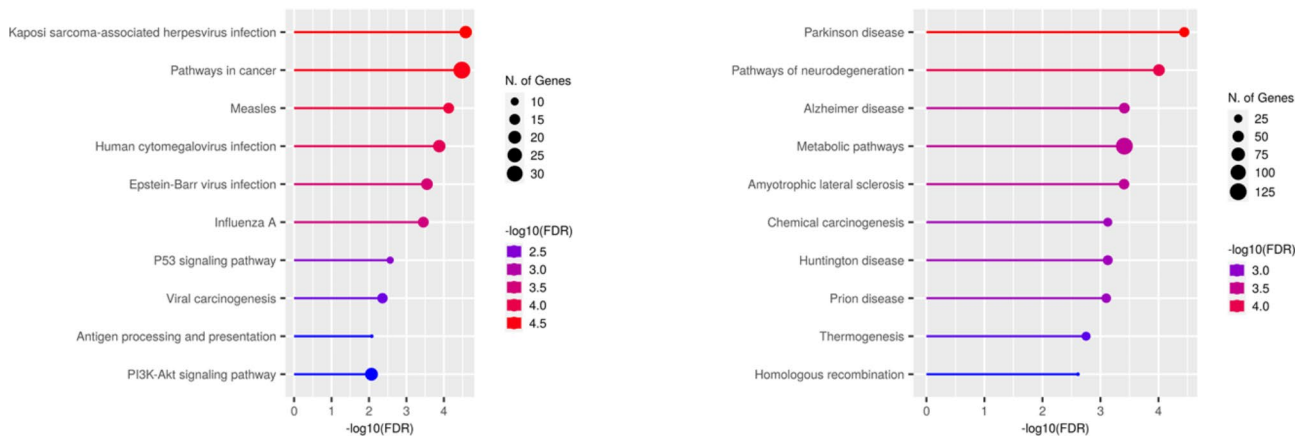 Kaposi sarcoma-associated herpesvirus infection
Pathways in cancer
Measles
Human cytomegalovirus infection
Epstein-Barr virus infection
Influenza A
P53 signaling pathway
Viral carcinogenesis
Antigen processing and presentation
PI3K-Akt signaling pathway
0 1 2 3 4
-log10(FDR)
N. of Genes
10
15
20
25
30
-log10(FDR)
2.5
3.0
3.5
4.0
4.5
Parkinson disease
Pathways of neurodegeneration
Alzheimer disease
Metabolic pathways
Amyotrophic lateral sclerosis
Chemical carcinogenesis
Huntington disease
Prion disease
Thermogenesis
Homologous recombination
0 1 2 3 4
-log10(FDR)
N. of Genes
25
50
75
100
125
-log10(FDR)
3.0
3.5
4.0